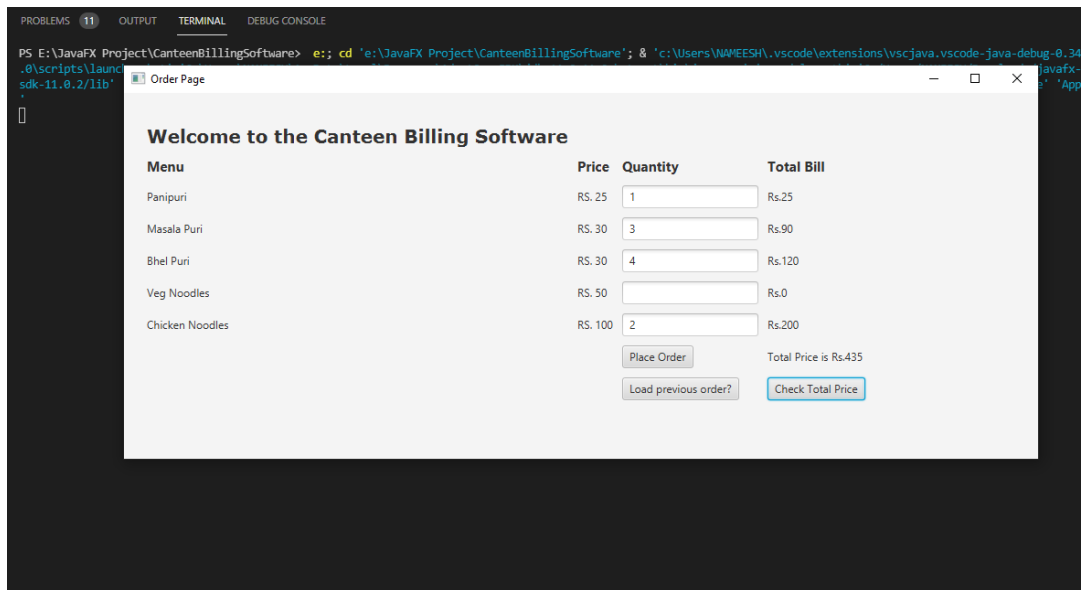 PROBLEMS 11 OUTPUT TERMINAL DEBUG CONSOLE
PS E:\JavaFX Project\CanteenBillingSoftware> e:; cd 'e:\JavaFX Project\CanteenBillingSoftware'; & 'c:\Users\NAMEESH\.vscode\extensions\vscjava.vscode-java-debug-0.34
.0\scripts\launc javafx-
sdk-11.0.2/lib' e' 'App
'
Order Page
Welcome to the Canteen Billing Software
Menu Price Quantity Total Bill
Panipuri RS. 25 1 Rs.25
Masala Puri RS. 30 3 Rs.90
Bhel Puri RS. 30 4 Rs.120
Veg Noodles RS. 50 Rs.0
Chicken Noodles RS. 100 2 Rs.200
Place Order Total Price is Rs.435
Load previous order? Check Total Price